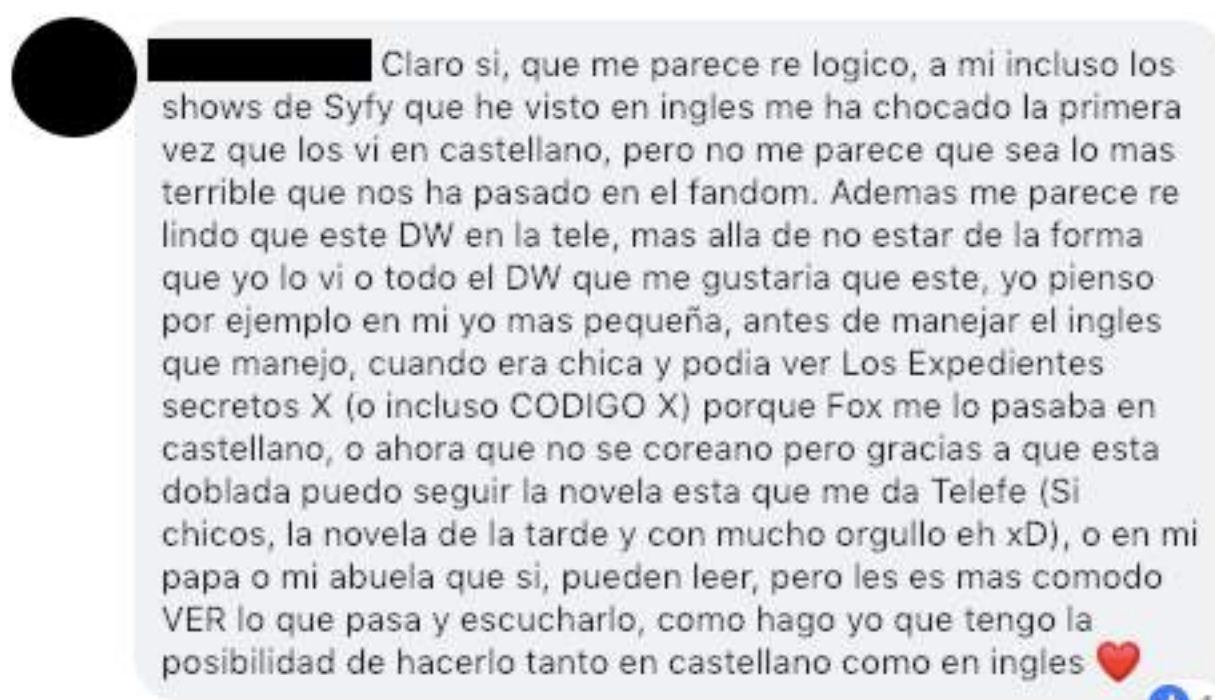 Claro si, que me parece re logico, a mi incluso los
shows de Syfy que he visto en ingles me ha chocado la primera
vez que los vi en castellano, pero no me parece que sea lo mas
terrible que nos ha pasado en el fandom. Ademas me parece re
lindo que este DW en la tele, mas alla de no estar de la forma
que yo lo vi o todo el DW que me gustaria que este, yo pienso
por ejemplo en mi yo mas pequeña, antes de manejar el ingles
que manejo, cuando era chica y podia ver Los Expedientes
secretos X (o incluso CODIGO X) porque Fox me lo pasaba en
castellano, o ahora que no se coreano pero gracias a que esta
doblada puedo seguir la novela esta que me da Telefe (Si
chicos, la novela de la tarde y con mucho orgullo eh xD), o en mi
papa o mi abuela que si, pueden leer, pero les es mas comodo
VER lo que pasa y escucharlo, como hago yo que tengo la
posibilidad de hacerlo tanto en castellano como en ingles ❤️